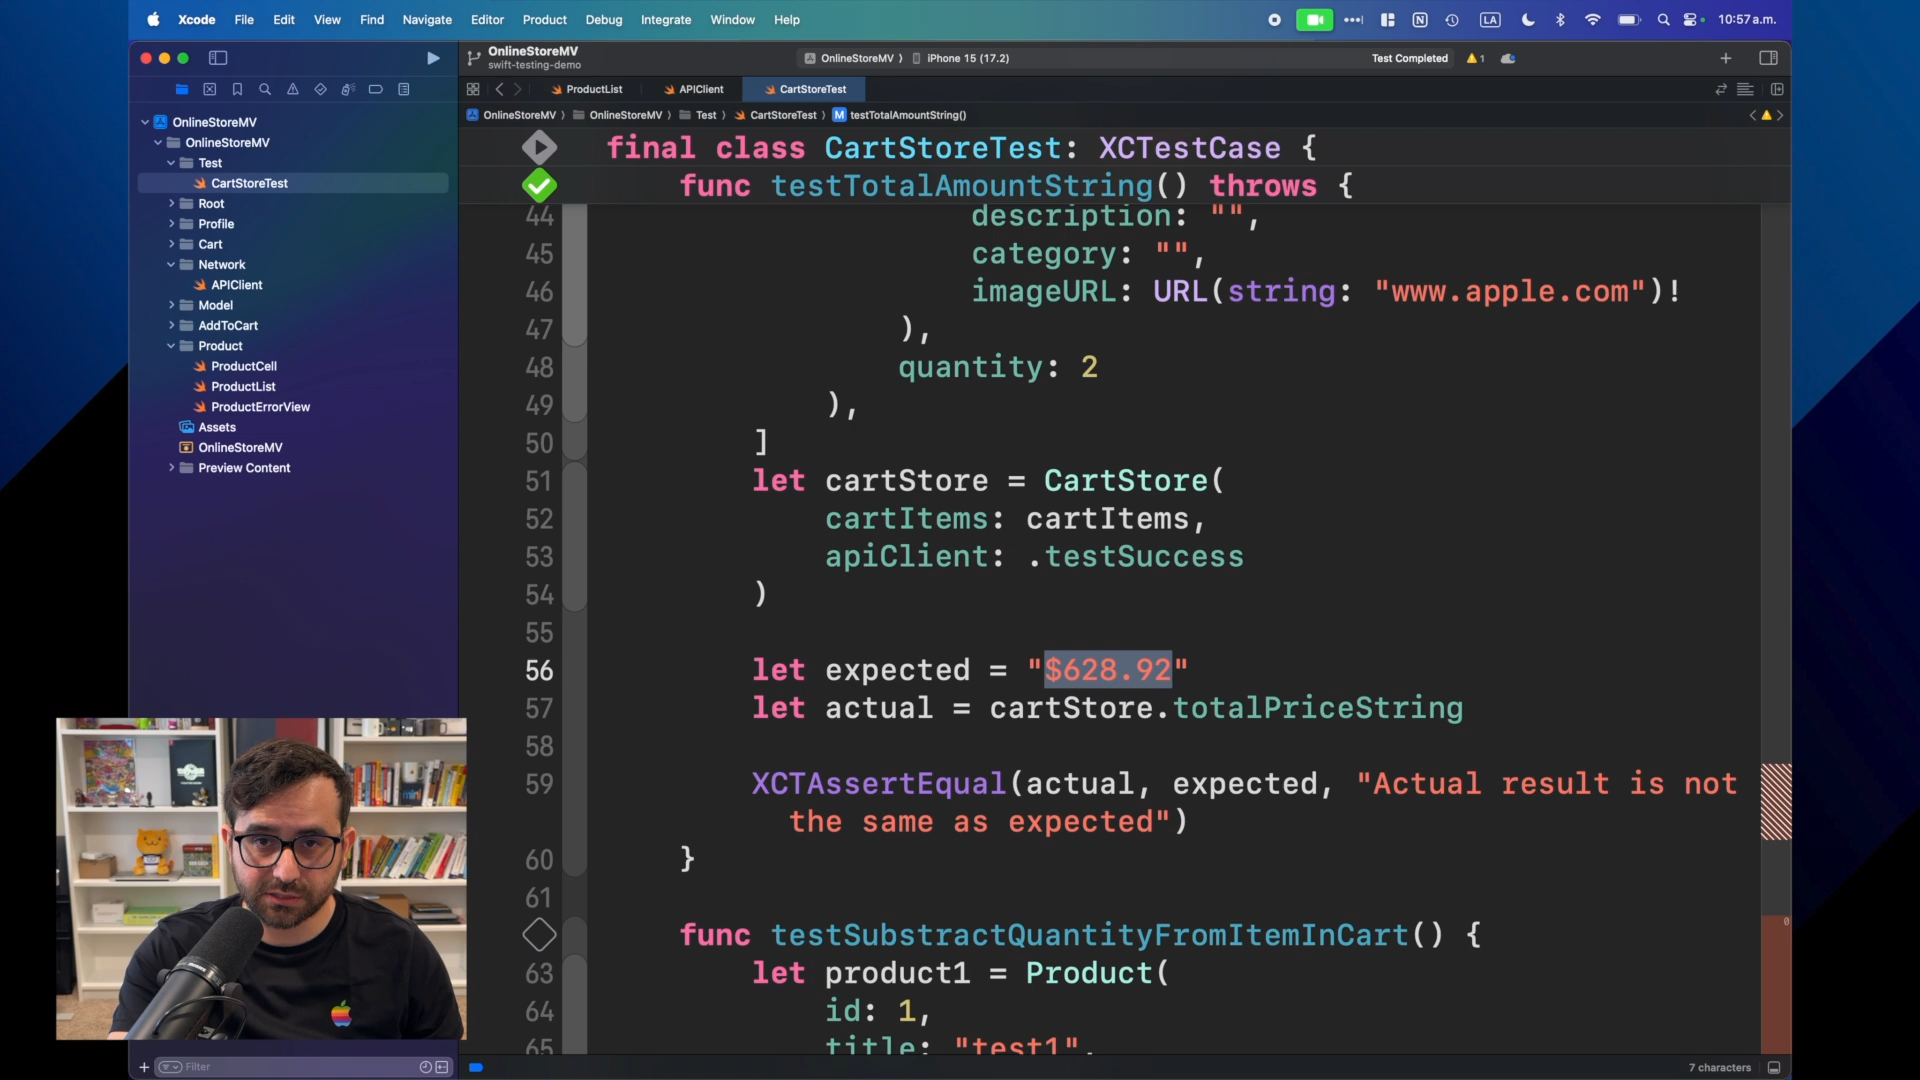 Xcode File Edit View Find Navigate Editor Product Debug Integrate Window Help LA 10:57 a.m.
OnlineStoreMV
swift-testing-demo
OnlineStoreMV 〉 iPhone 15 (17.2)
Test Completed 1
ProductList APIClient CartStoreTest
OnlineStoreMV 〉 OnlineStoreMV 〉 Test 〉 CartStoreTest 〉 M testTotalAmountString()
OnlineStoreMV
OnlineStoreMV
Test
CartStoreTest
Root
Profile
Cart
Network
APIClient
Model
AddToCart
Product
ProductCell
ProductList
ProductErrorView
Assets
OnlineStoreMV
Preview Content
Filter
final class CartStoreTest: XCTestCase {
func testTotalAmountString() throws {
44 description: "",
45 category: "",
46 imageURL: URL(string: "www.apple.com")!
47 ),
48 quantity: 2
49 ),
50 ]
51 let cartStore = CartStore(
52 cartItems: cartItems,
53 apiClient: .testSuccess
54 )
55
56 let expected = "$628.92"
57 let actual = cartStore.totalPriceString
58
59 XCTAssertEqual(actual, expected, "Actual result is not
the same as expected")
60 }
61
func testSubstractQuantityFromItemInCart() {
63 let product1 = Product(
64 id: 1,
65 title: "test1",
7 characters